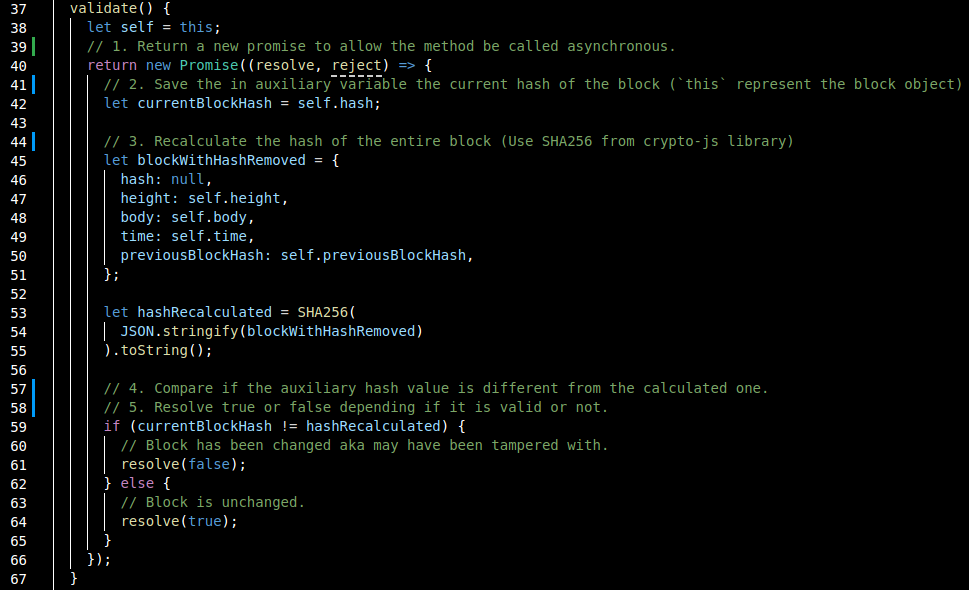 37 validate() {
38 let self = this;
39 // 1. Return a new promise to allow the method be called asynchronous.
40 return new Promise((resolve, reject) => {
41 // 2. Save the in auxiliary variable the current hash of the block (`this` represent the block object)
42 let currentBlockHash = self.hash;
43
44 // 3. Recalculate the hash of the entire block (Use SHA256 from crypto-js library)
45 let blockWithHashRemoved = {
46 hash: null,
47 height: self.height,
48 body: self.body,
49 time: self.time,
50 previousBlockHash: self.previousBlockHash,
51 };
52
53 let hashRecalculated = SHA256(
54 JSON.stringify(blockWithHashRemoved)
55 ).toString();
56
57 // 4. Compare if the auxiliary hash value is different from the calculated one.
58 // 5. Resolve true or false depending if it is valid or not.
59 if (currentBlockHash != hashRecalculated) {
60 // Block has been changed aka may have been tampered with.
61 resolve(false);
62 } else {
63 // Block is unchanged.
64 resolve(true);
65 }
66 });
67 }